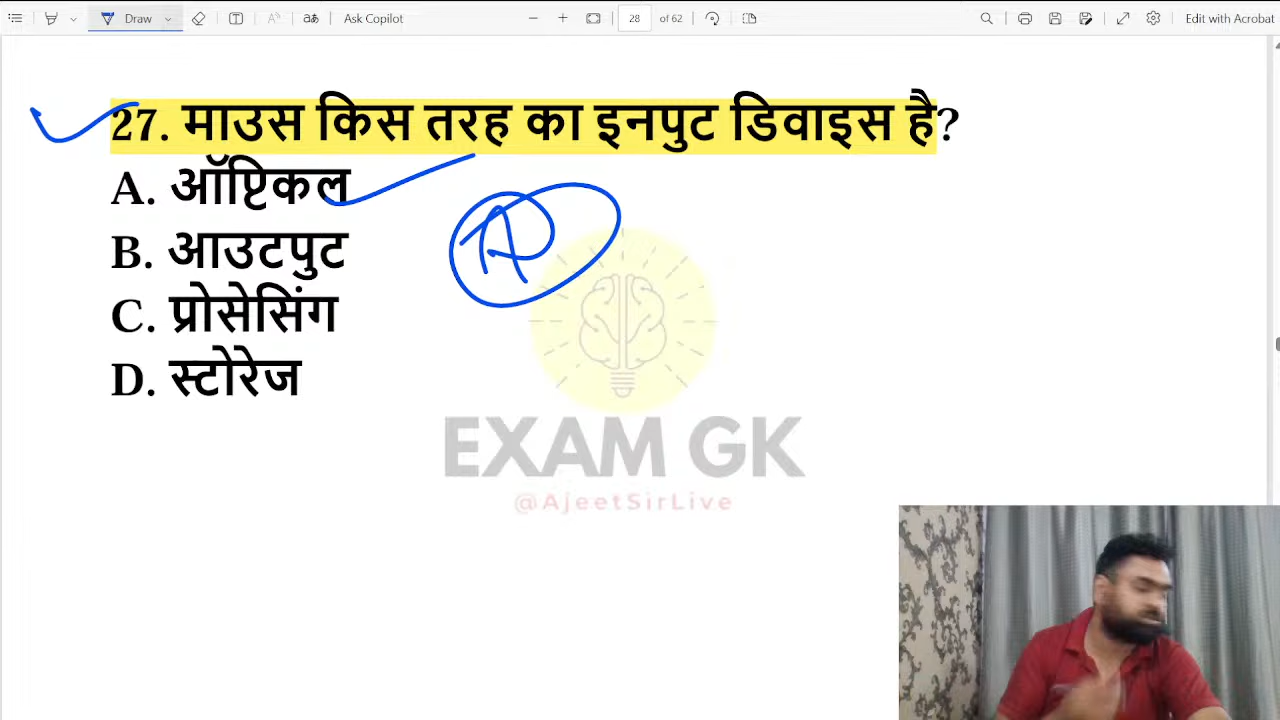 Draw
Ask Copilot
28 of 62
Edit with Acrobat
27. माउस किस तरह का इनपुट डिवाइस है?
A. ऑप्टिकल
A
B. आउटपुट
C. प्रोसेसिंग
D. स्टोरेज
EXAM GK
@AjeetSirLive